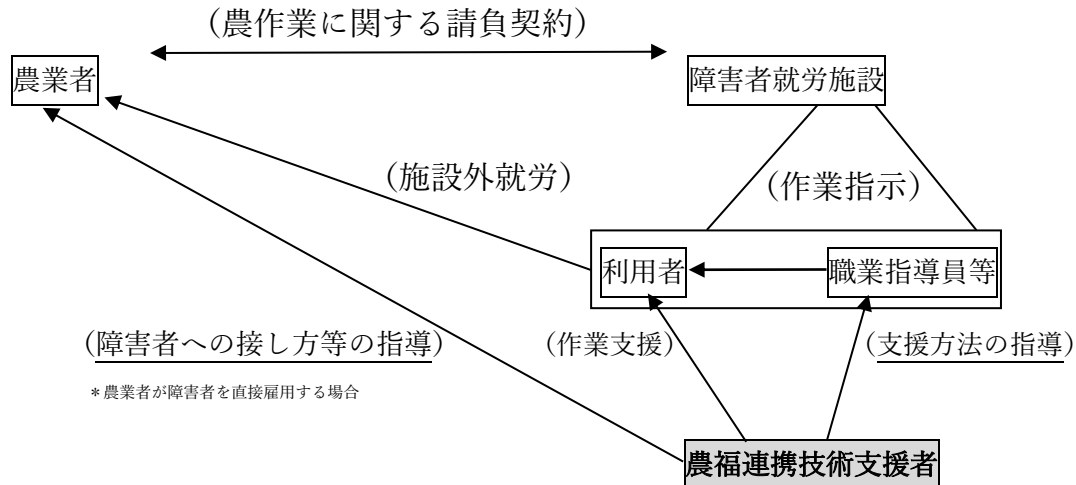 （農作業に関する請負契約）
農業者
障害者就労施設
（施設外就労）
（作業指示）
利用者
職業指導員等
（障害者への接し方等の指導）
（作業支援）
（支援方法の指導）
＊農業者が障害者を直接雇用する場合
農福連携技術支援者